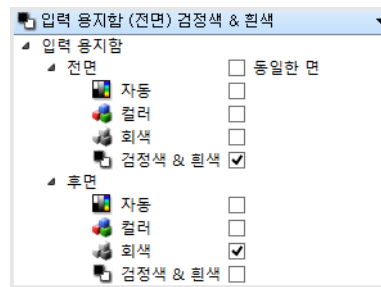 입력 용지함 (전면) 검정색 & 흰색
입력 용지함
전면 동일한 면
자동
컬러
회색
검정색 & 흰색
후면
자동
컬러
회색
검정색 & 흰색